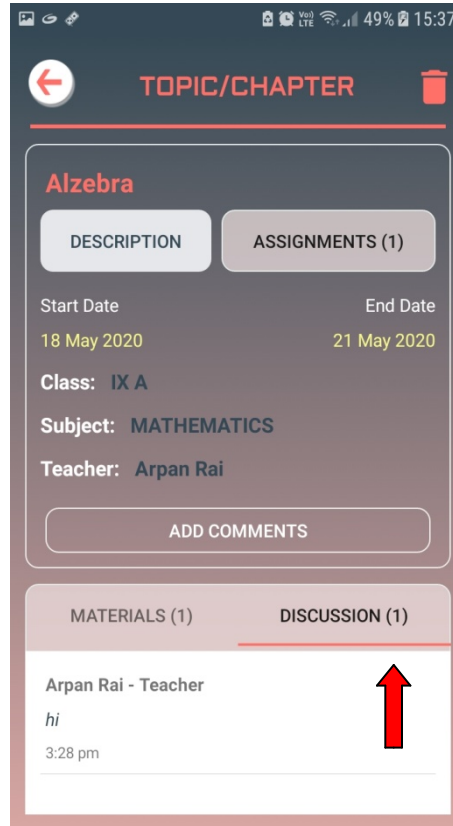 Vo))
LTE 49% 15:37
TOPIC/CHAPTER
Alzebra
DESCRIPTION ASSIGNMENTS (1)
Start Date End Date
18 May 2020 21 May 2020
Class: IX A
Subject: MATHEMATICS
Teacher: Arpan Rai
ADD COMMENTS
MATERIALS (1) DISCUSSION (1)
Arpan Rai - Teacher
hi
3:28 pm